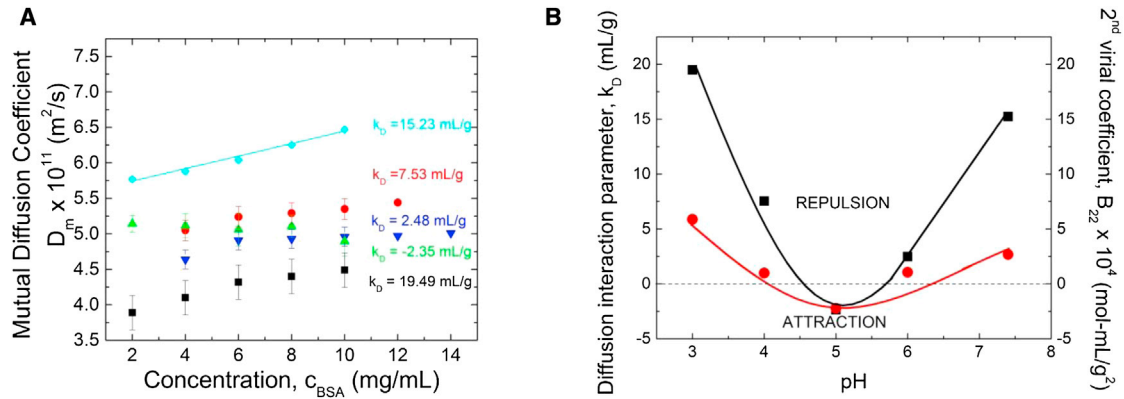 A
Mutual Diffusion Coefficient
D_m x 10^11 (m^2/s)
7.5
7.0
6.5
6.0
5.5
5.0
4.5
4.0
3.5
k_D =15.23 mL/g
k_D =7.53 mL/g
k_D = 2.48 mL/g
k_D = -2.35 mL/g
k_D = 19.49 mL/g
2 4 6 8 10 12 14
Concentration, c_BSA (mg/mL)
B
Diffusion interaction parameter, k_D (mL/g)
20
15
10
5
0
-5
REPULSION
ATTRACTION
3 4 5 6 7 8
pH
20
15
10
5
0
-5
2^nd virial coefficient, B_22 x 10^4 (mol-mL/g^2)